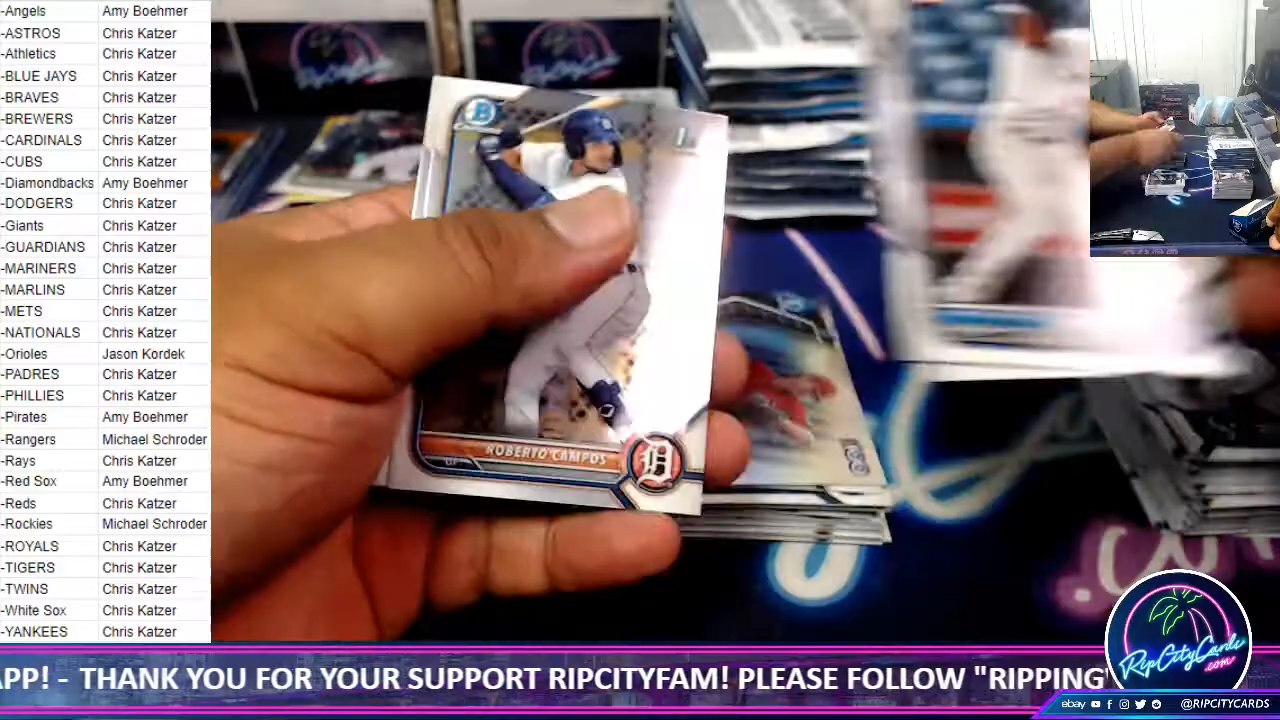 -Angels Amy Boehmer
-ASTROS Chris Katzer
-Athletics Chris Katzer
-BLUE JAYS Chris Katzer
-BRAVES Chris Katzer
-BREWERS Chris Katzer
-CARDINALS Chris Katzer
-CUBS Chris Katzer
-Diamondbacks Amy Boehmer
-DODGERS Chris Katzer
-Giants Chris Katzer
-GUARDIANS Chris Katzer
-MARINERS Chris Katzer
-MARLINS Chris Katzer
-METS Chris Katzer
-NATIONALS Chris Katzer
-Orioles Jason Kordek
-PADRES Chris Katzer
-PHILLIES Chris Katzer
-Pirates Amy Boehmer
-Rangers Michael Schroder
-Rays Chris Katzer
-Red Sox Amy Boehmer
-Reds Chris Katzer
-Rockies Michael Schroder
-ROYALS Chris Katzer
-TIGERS Chris Katzer
-TWINS Chris Katzer
-White Sox Chris Katzer
-YANKEES Chris Katzer
B
ROBERTO CAMPOS
OF
D
RipCityCards
.com
APP! - THANK YOU FOR YOUR SUPPORT RIPCITYFAM! PLEASE FOLLOW "RIPPING
ebay @RIPCITYCARDS